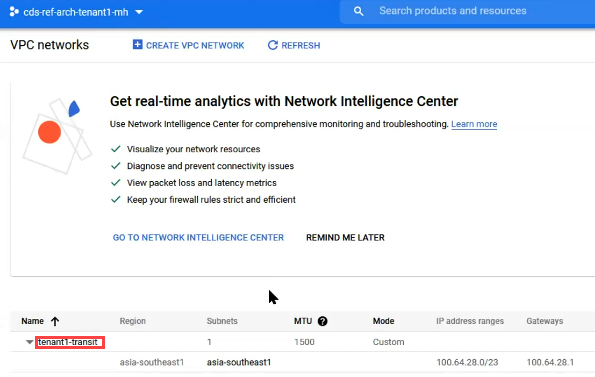 cds-ref-arch-tenant1-mh
Search products and resources
VPC networks
CREATE VPC NETWORK
REFRESH
Get real-time analytics with Network Intelligence Center
Use Network Intelligence Center for comprehensive monitoring and troubleshooting. Learn more
Visualize your network resources
Diagnose and prevent connectivity issues
View packet loss and latency metrics
Keep your firewall rules strict and efficient
GO TO NETWORK INTELLIGENCE CENTER
REMIND ME LATER
Name Region Subnets MTU ? Mode IP address ranges Gateways
tenant1-transit 1 1500 Custom
asia-southeast1 asia-southeast1 100.64.28.0/23 100.64.28.1